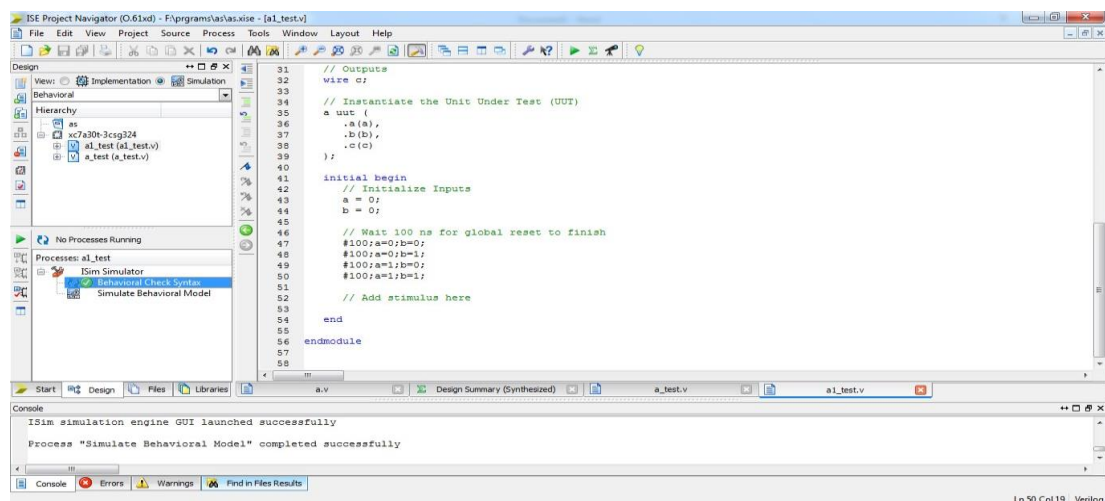 ISE Project Navigator (O.61xd) - F:\prgrams\as\as.xise - [a1_test.v]
File Edit View Project Source Process Tools Window Layout Help
Design
View: Implementation Simulation
Behavioral
Hierarchy
as
xc7a30t-3csg324
a1_test (a1_test.v)
a_test (a_test.v)
No Processes Running
Processes: a1_test
ISim Simulator
Behavioral Check Syntax
Simulate Behavioral Model
31 // Outputs
32 wire c;
33
34 // Instantiate the Unit Under Test (UUT)
35 a uut (
36 .a(a),
37 .b(b),
38 .c(c)
39 );
40
41 initial begin
42 // Initialize Inputs
43 a = 0;
44 b = 0;
45
46 // Wait 100 ns for global reset to finish
47 #100;a=0;b=0;
48 #100;a=0;b=1;
49 #100;a=1;b=0;
50 #100;a=1;b=1;
51
52 // Add stimulus here
53
54 end
55
56 endmodule
57
58
Start Design Files Libraries
a.v Design Summary (Synthesized) a_test.v a1_test.v
Console
ISim simulation engine GUI launched successfully
Process "Simulate Behavioral Model" completed successfully
Console Errors Warnings Find in Files Results
Ln 50 Col 19 Verilog